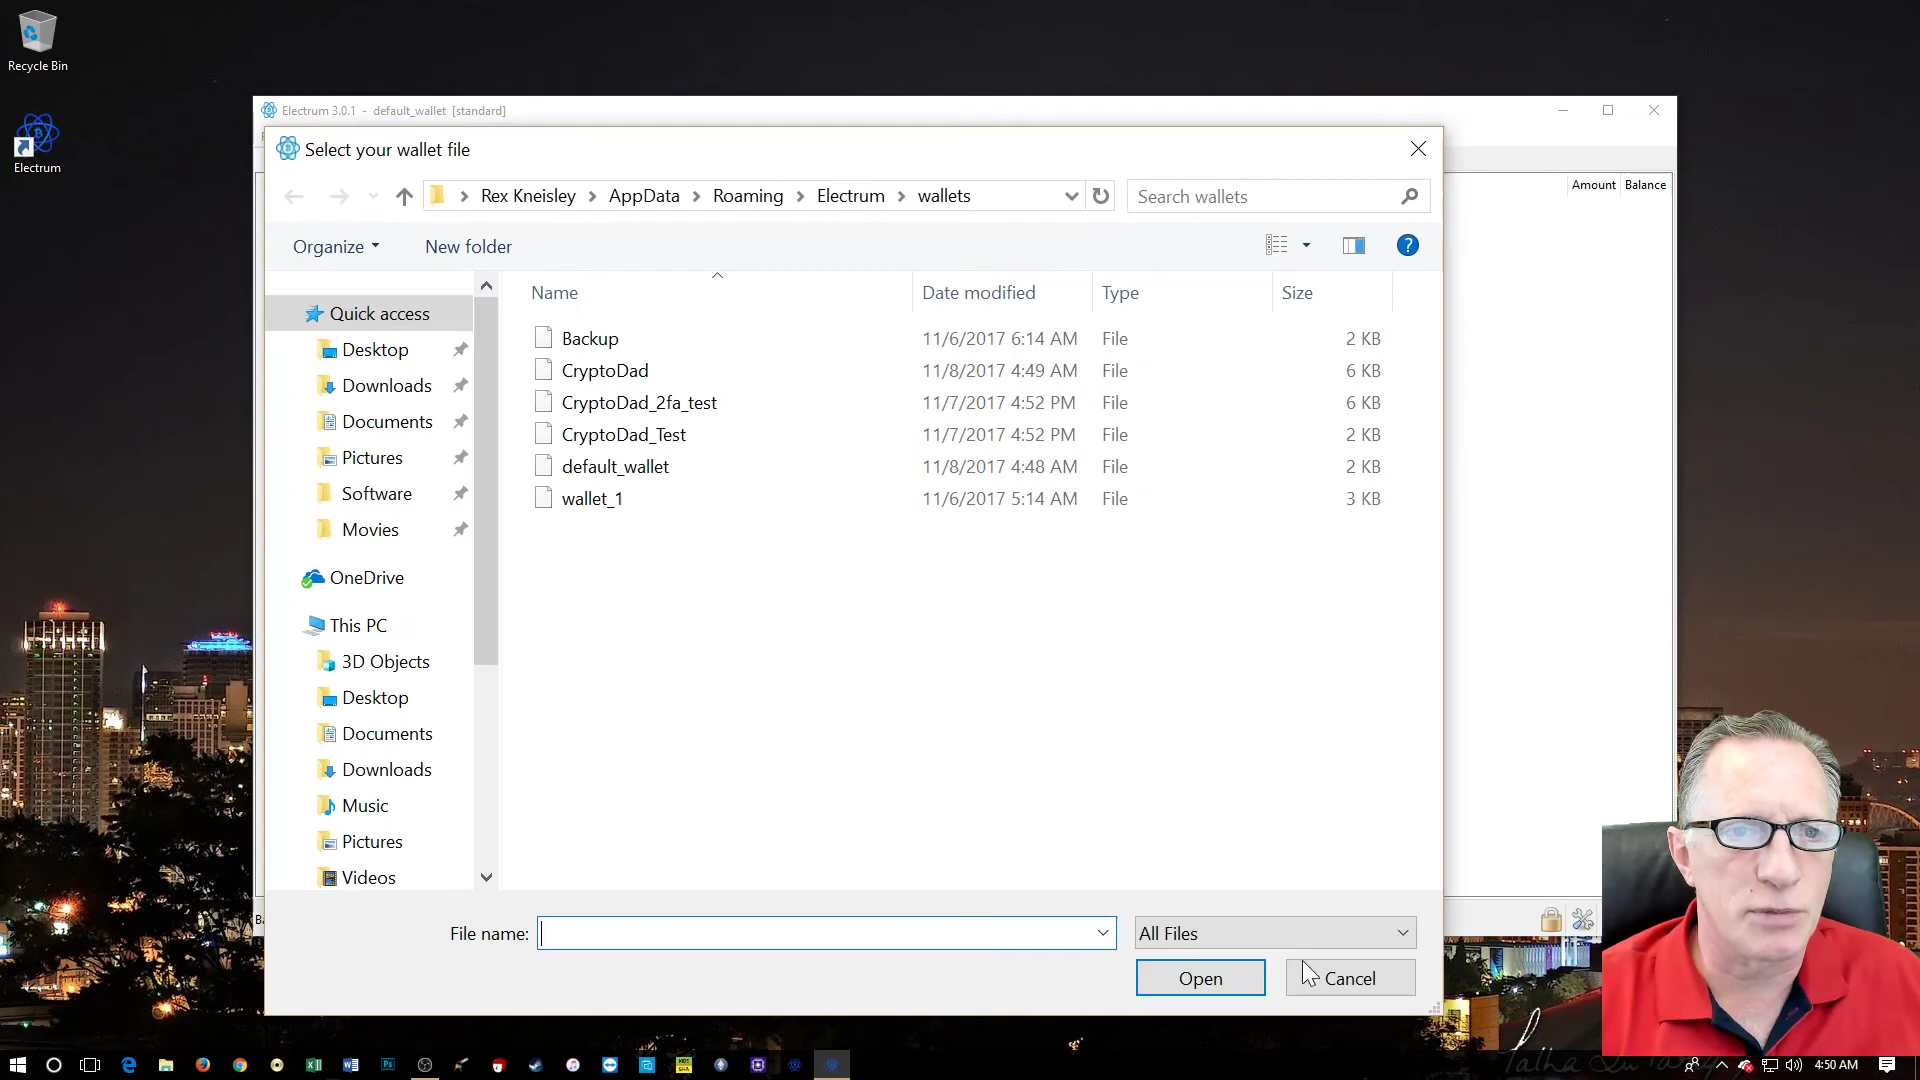 Recycle Bin
Electrum
Electrum 3.0.1 - default_wallet [standard]
Select your wallet file
Rex Kneisley AppData Roaming Electrum wallets
Search wallets
Organize
New folder
Amount Balance
Name Date modified Type Size
Quick access
Desktop
Downloads
Documents
Pictures
Software
Movies
OneDrive
This PC
3D Objects
Desktop
Documents
Downloads
Music
Pictures
Videos
Backup 11/6/2017 6:14 AM File 2 KB
CryptoDad 11/8/2017 4:49 AM File 6 KB
CryptoDad_2fa_test 11/7/2017 4:52 PM File 6 KB
CryptoDad_Test 11/7/2017 4:52 PM File 2 KB
default_wallet 11/8/2017 4:48 AM File 2 KB
wallet_1 11/6/2017 5:14 AM File 3 KB
File name:
All Files
Open
Cancel
4:50 AM